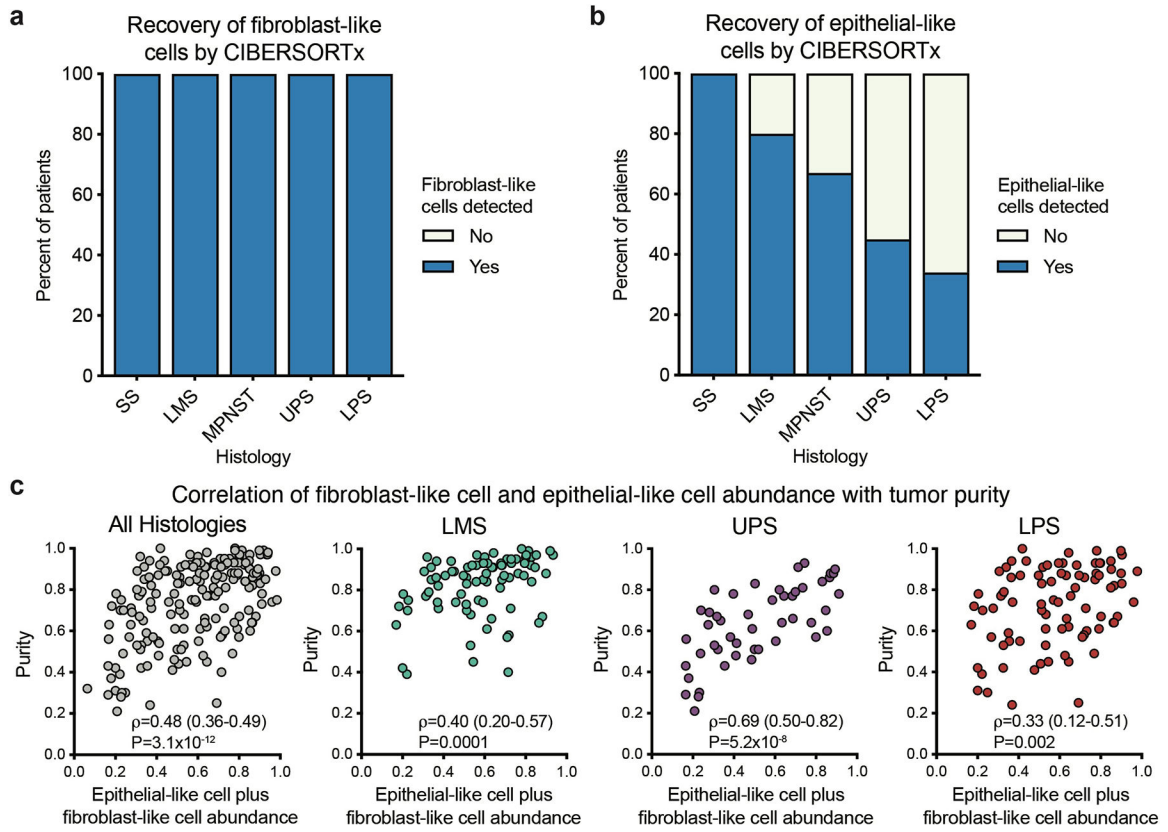 a
Recovery of fibroblast-like
cells by CIBERSORTx
100
80
60
40
20
0
Percent of patients
SS
LMS
MPNST
UPS
LPS
Histology
Fibroblast-like
cells detected
No
Yes
b
Recovery of epithelial-like
cells by CIBERSORTx
100
80
60
40
20
0
Percent of patients
SS
LMS
MPNST
UPS
LPS
Histology
Epithelial-like
cells detected
No
Yes
c
Correlation of fibroblast-like cell and epithelial-like cell abundance with tumor purity
All Histologies
1.0
0.8
0.6
0.4
0.2
0.0
Purity
ρ=0.48 (0.36-0.49)
P=3.1x10⁻¹²
0.0 0.2 0.4 0.6 0.8 1.0
Epithelial-like cell plus
fibroblast-like cell abundance
LMS
1.0
0.8
0.6
0.4
0.2
0.0
Purity
ρ=0.40 (0.20-0.57)
P=0.0001
0.0 0.2 0.4 0.6 0.8 1.0
Epithelial-like cell plus
fibroblast-like cell abundance
UPS
1.0
0.8
0.6
0.4
0.2
0.0
Purity
ρ=0.69 (0.50-0.82)
P=5.2x10⁻⁸
0.0 0.2 0.4 0.6 0.8 1.0
Epithelial-like cell plus
fibroblast-like cell abundance
LPS
1.0
0.8
0.6
0.4
0.2
0.0
Purity
ρ=0.33 (0.12-0.51)
P=0.002
0.0 0.2 0.4 0.6 0.8 1.0
Epithelial-like cell plus
fibroblast-like cell abundance